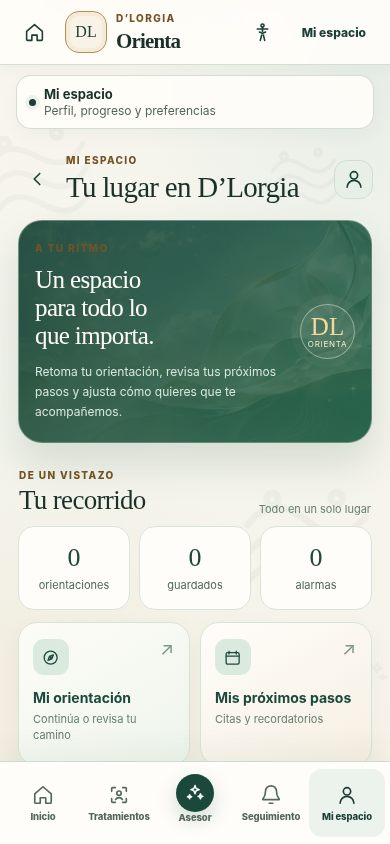 DL
D’LORGIA
Orienta
Mi espacio
Mi espacio
Perfil, progreso y preferencias
MI ESPACIO
Tu lugar en D’Lorgia
A TU RITMO
Un espacio
para todo lo
que importa.
DL
ORIENTA
Retoma tu orientación, revisa tus próximos
pasos y ajusta cómo quieres que te
acompañemos.
DE UN VISTAZO
Tu recorrido
Todo en un solo lugar
0
orientaciones
0
guardados
0
alarmas
Mi orientación
Continúa o revisa tu
camino
Mis próximos pasos
Citas y recordatorios
Inicio
Tratamientos
Asesor
Seguimiento
Mi espacio